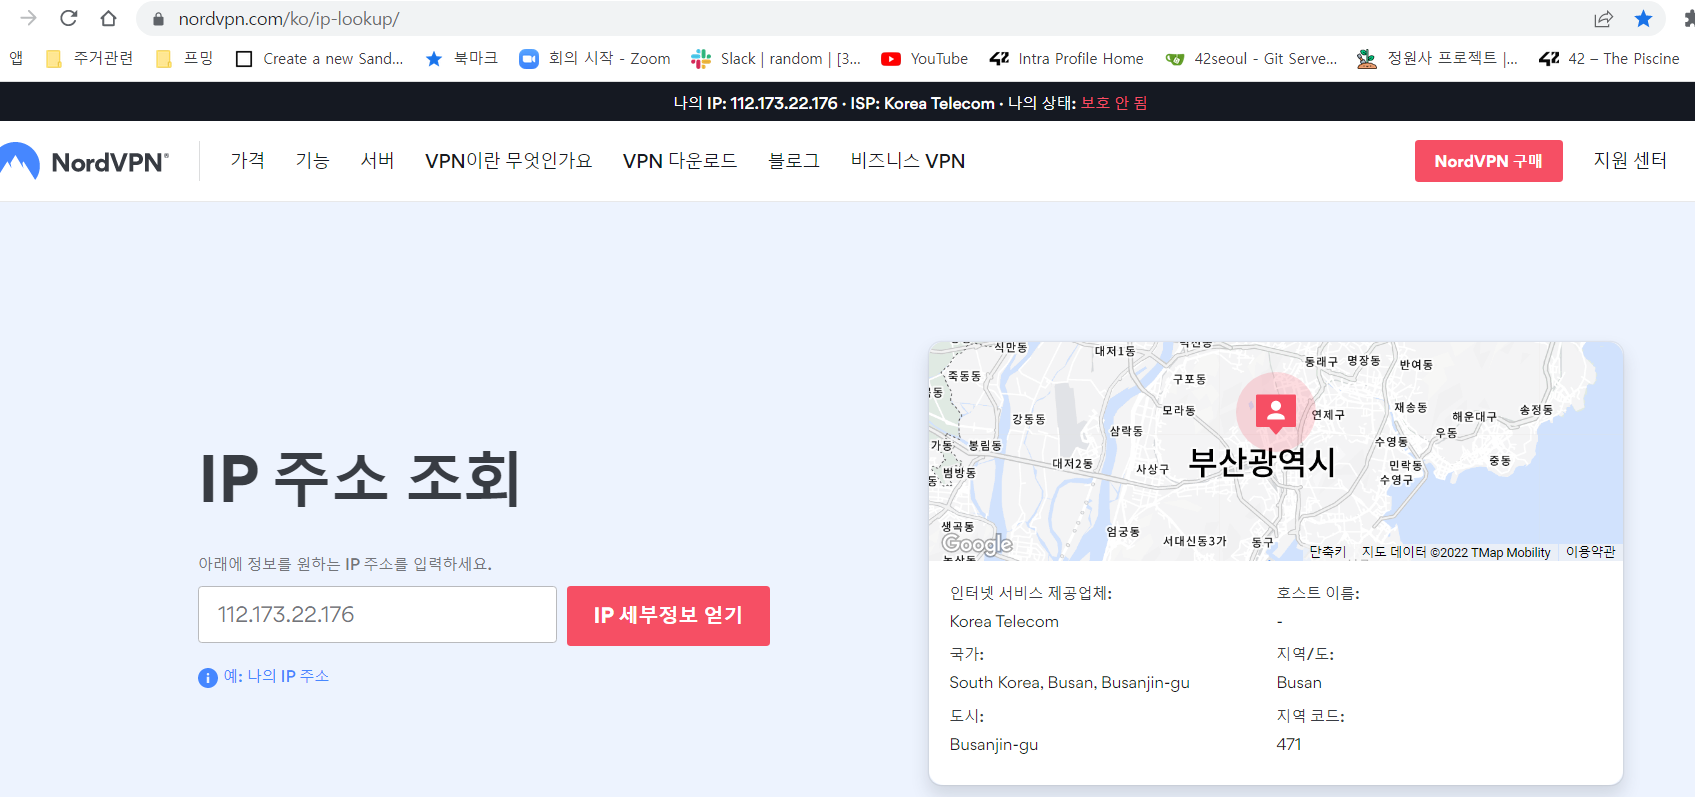 nordvpn.com/ko/ip-lookup/
앱 주거관련 프밍 Create a new Sand... 북마크 회의 시작 - Zoom Slack | random | [3... YouTube Intra Profile Home 42seoul - Git Serve... 정원사 프로젝트 |... 42 – The Piscine
나의 IP: 112.173.22.176 · ISP: Korea Telecom · 나의 상태: 보호 안 됨
NordVPN® 가격 기능 서버 VPN이란 무엇인가요 VPN 다운로드 블로그 비즈니스 VPN NordVPN 구매 지원 센터
IP 주소 조회
아래에 정보를 원하는 IP 주소를 입력하세요.
112.173.22.176 IP 세부정보 얻기
예: 나의 IP 주소
식만동 대저1동 동래구 명장동 반여동
죽동동 구포동
강동동 모라동 연제구 재송동 해운대구 송정동
가동 봉림동 삼락동 수영동 우동
범방동 대저2동 사상구 부산광역시 민락동 중동
수영구
생곡동 엄궁동 서대신동3가 동구
Google 단축키 지도 데이터 ©2022 TMap Mobility 이용약관
인터넷 서비스 제공업체: 호스트 이름:
Korea Telecom -
국가: 지역/도:
South Korea, Busan, Busanjin-gu Busan
도시: 지역 코드:
Busanjin-gu 471